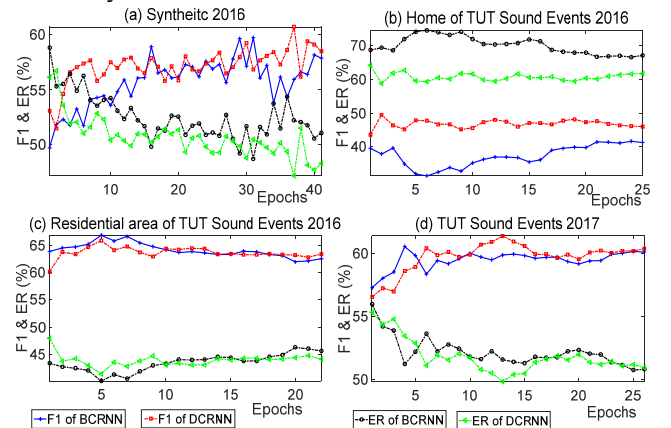 (a) Syntheitc 2016
F1 & ER (%)
60
55
50
10
20
30
40
Epochs
(b) Home of TUT Sound Events 2016
F1 & ER (%)
70
60
50
40
5
10
15
20
25
Epochs
(c) Residential area of TUT Sound Events 2016
F1 & ER (%)
65
60
55
50
45
5
10
15
20
Epochs
(d) TUT Sound Events 2017
F1 & ER (%)
60
55
50
5
10
15
20
25
Epochs
F1 of BCRNN
F1 of DCRNN
ER of BCRNN
ER of DCRNN